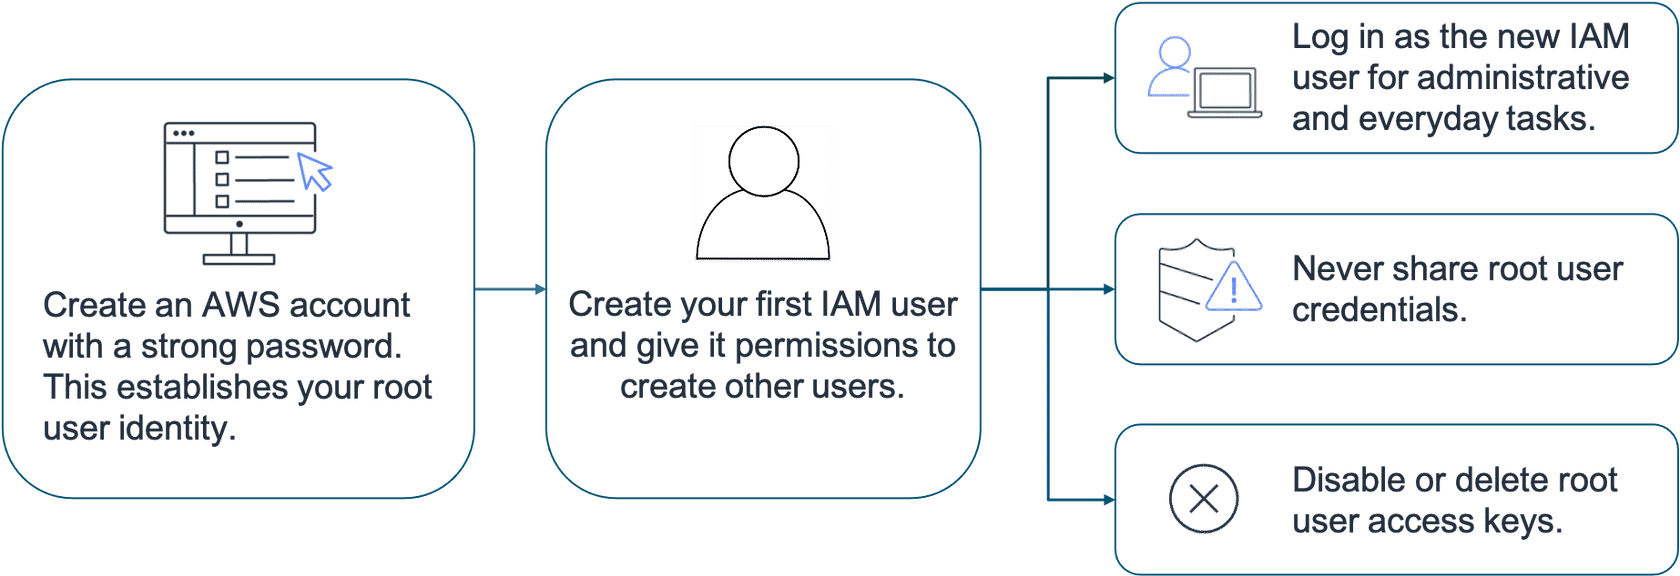 Create an AWS account
with a strong password.
This establishes your root
user identity.
Create your first IAM user
and give it permissions to
create other users.
Log in as the new IAM
user for administrative
and everyday tasks.
Never share root user
credentials.
Disable or delete root
user access keys.